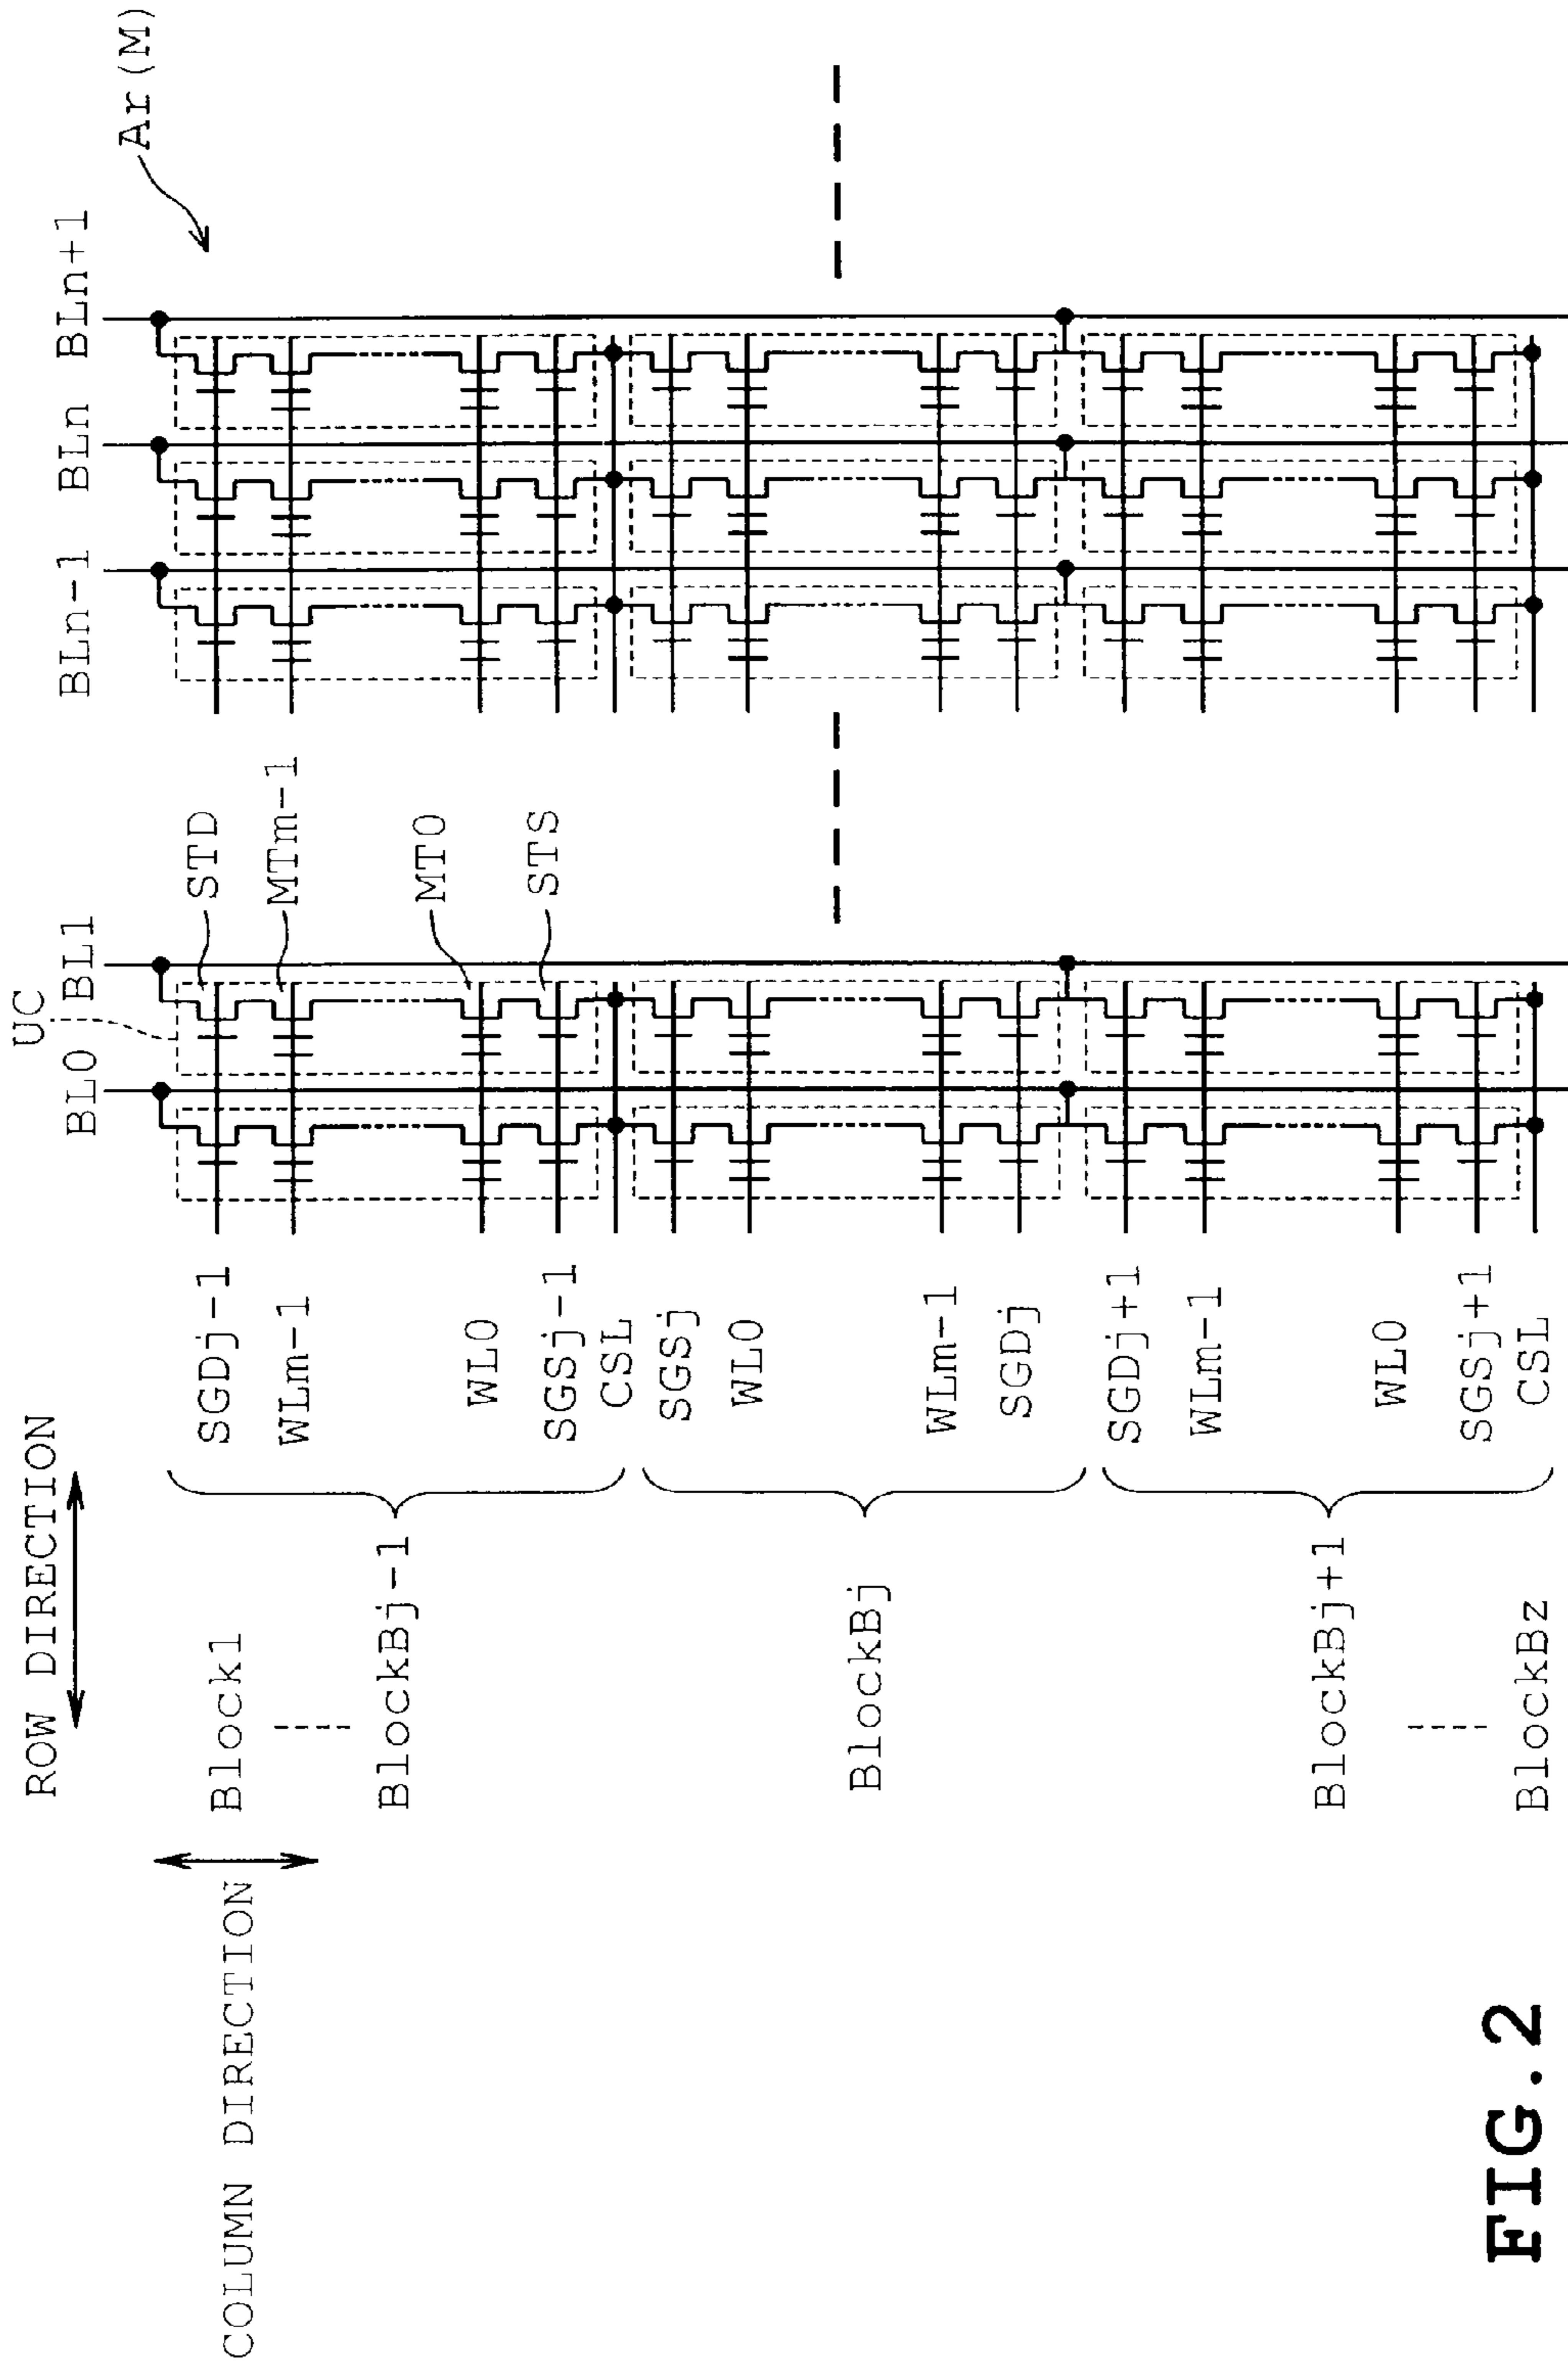 ROW DIRECTION
COLUMN DIRECTION
UC
BL0
BL1
BLn-1
BLn
BLn+1
Ar(M)
Block1
BlockBj-1
SGDj-1
WLm-1
WL0
SGSj-1
CSL
STD
MTm-1
MT0
STS
BlockBj
SGSj
WL0
WLm-1
SGDj
BlockBj+1
SGDj+1
WLm-1
WL0
SGSj+1
CSL
BlockBz
FIG.2